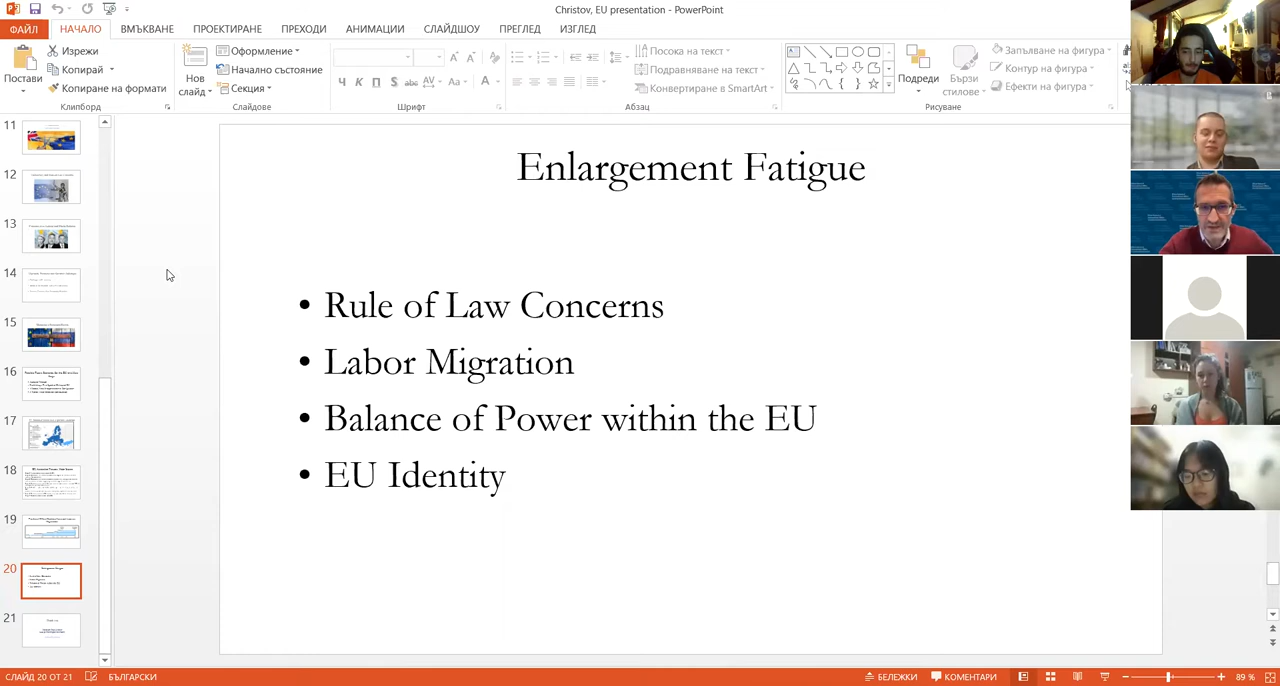 Christov, EU presentation - PowerPoint
ФАЙЛ НАЧАЛО ВМЪКВАНЕ ПРОЕКТИРАНЕ ПРЕХОДИ АНИМАЦИИ СЛАЙДШОУ ПРЕГЛЕД ИЗГЛЕД
Постави
Изрежи
Копирай
Копиране на формати
Клипборд
Нов слайд
Оформление
Начално състояние
Секция
Слайдове
Ч К П S abc AV Aa A
Шрифт
Посока на текст
Подравняване на текст
Конвертиране в SmartArt
Абзац
Подреди
Бързи стилове
Запълване на фигура
Контур на фигура
Ефекти на фигура
Рисуване
11
12
13
14
15
16
17
18
19
20
21
Enlargement Fatigue
• Rule of Law Concerns
• Labor Migration
• Balance of Power within the EU
• EU Identity
СЛАЙД 20 ОТ 21 БЪЛГАРСКИ БЕЛЕЖКИ КОМЕНТАРИ 89 %